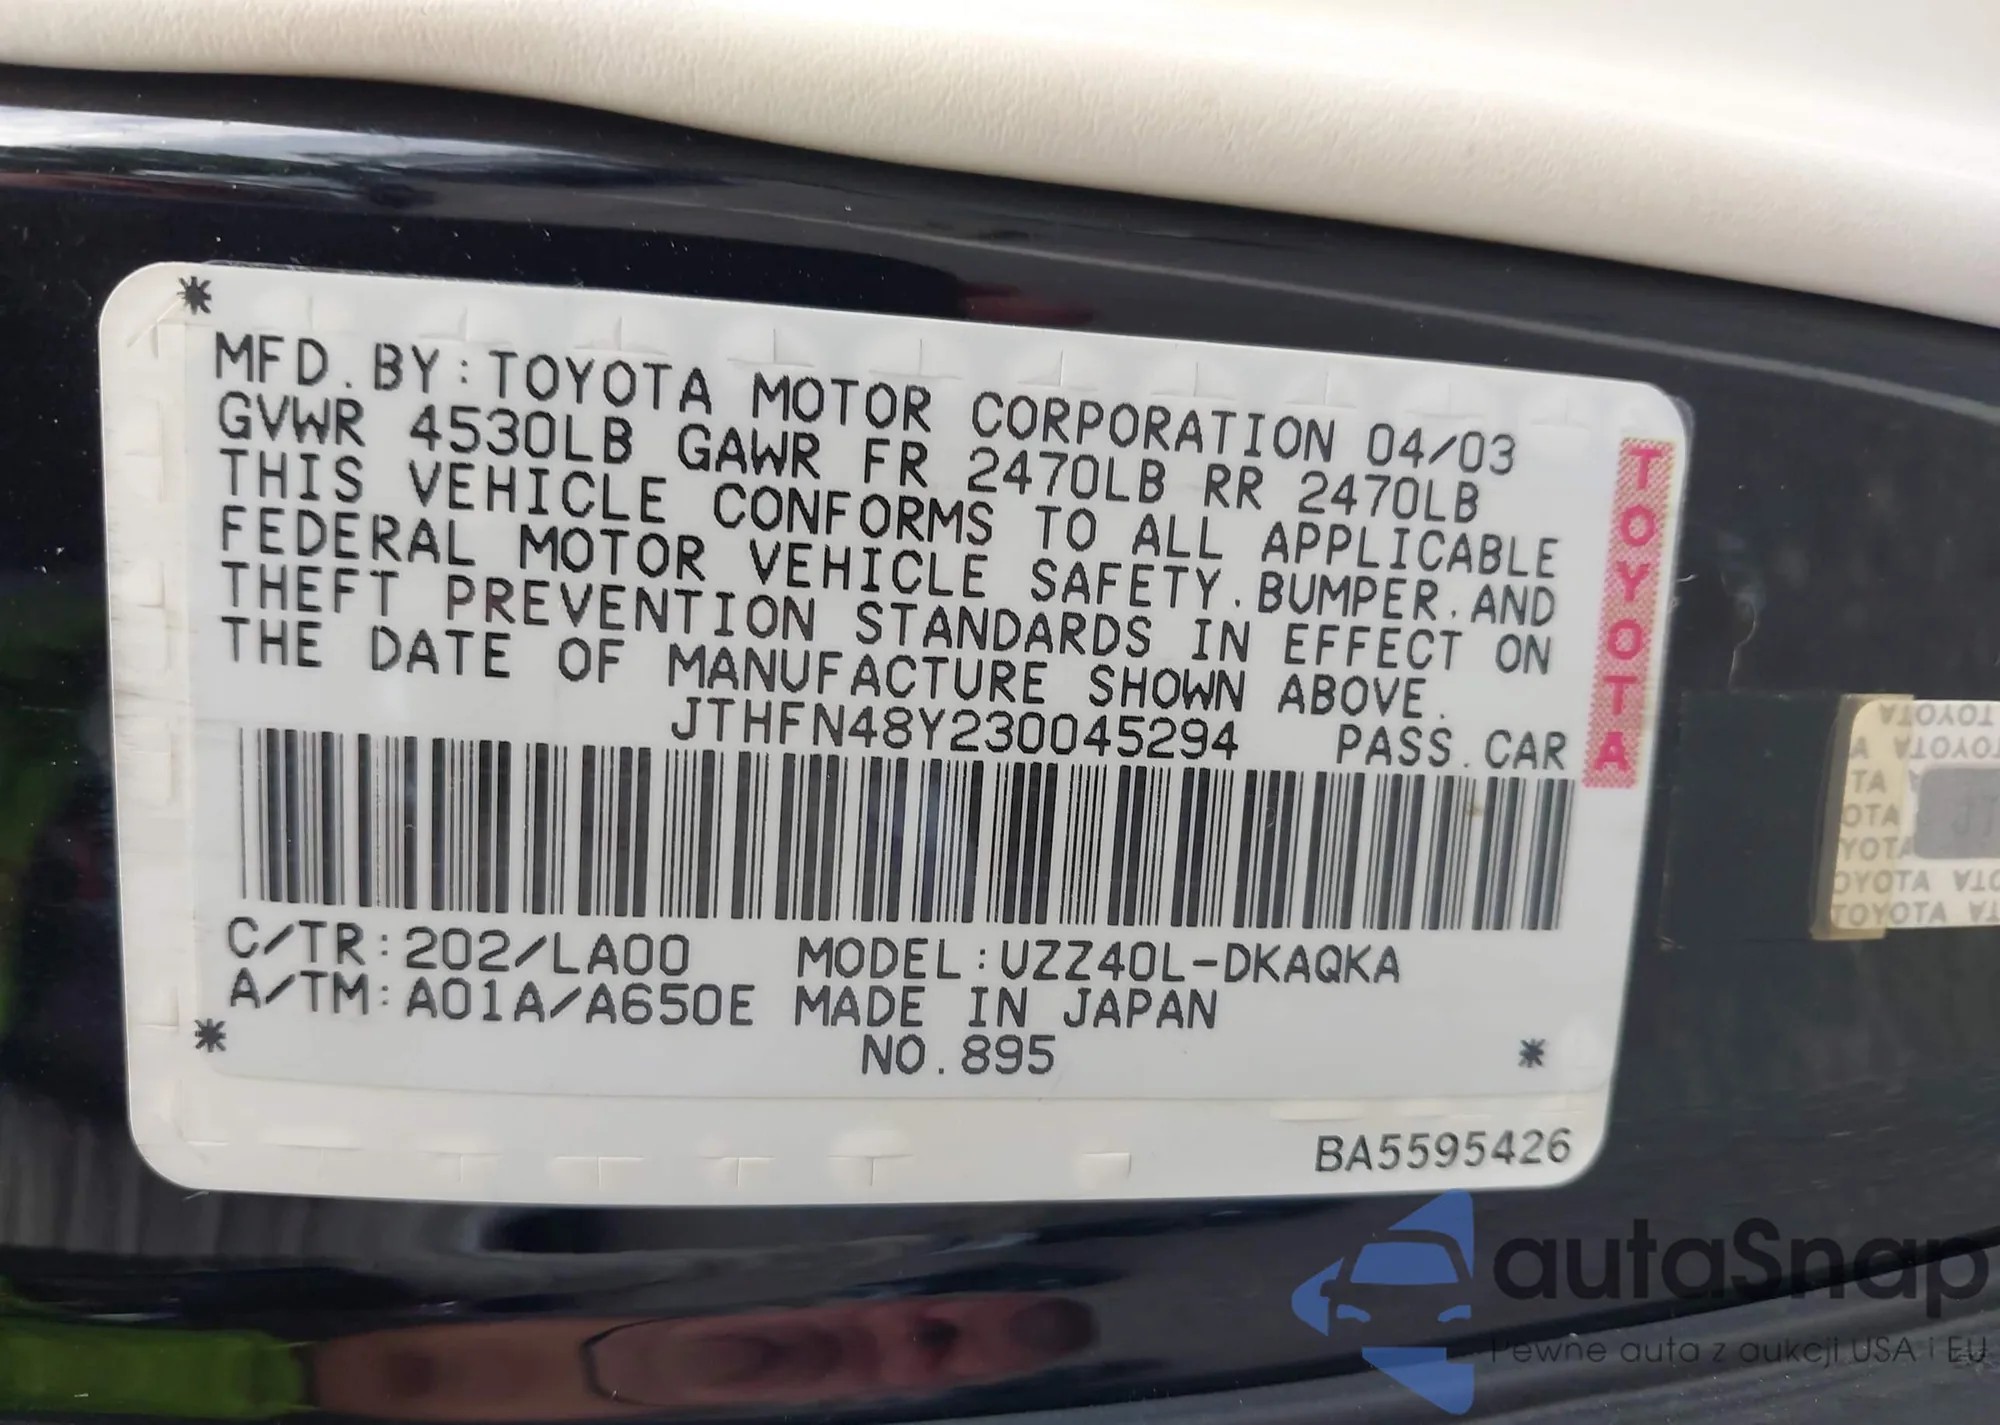 MFD. BY: TOYOTA MOTOR CORPORATION 04/03
GVWR 4530LB GAWR FR 2470LB RR 2470LB
THIS VEHICLE CONFORMS TO ALL APPLICABLE
FEDERAL MOTOR VEHICLE SAFETY. BUMPER. AND
THEFT PREVENTION STANDARDS IN EFFECT ON
THE DATE OF MANUFACTURE SHOWN ABOVE.
JTHFN48Y230045294 PASS. CAR
TOYOTA
C/TR: 202/LA00 MODEL: UZZ40L-DKAQKA
A/TM: A01A/A650E MADE IN JAPAN
NO. 895
BA5595426
TOYOTA
autaSnap
Pewne auta z aukcji USA i EU